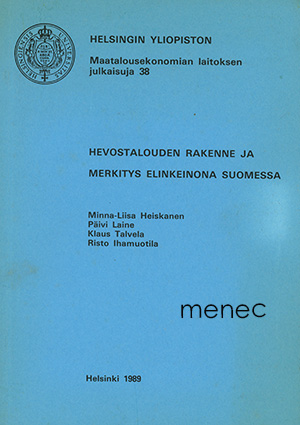 HELSINGIN YLIOPISTON
Maatalousekonomian laitoksen
julkaisuja 38
HEVOSTALOUDEN RAKENNE JA
MERKITYS ELINKEINONA SUOMESSA
Minna-Liisa Heiskanen
Päivi Laine
Klaus Talvela
Risto Ihamuotila
menec
Helsinki 1989